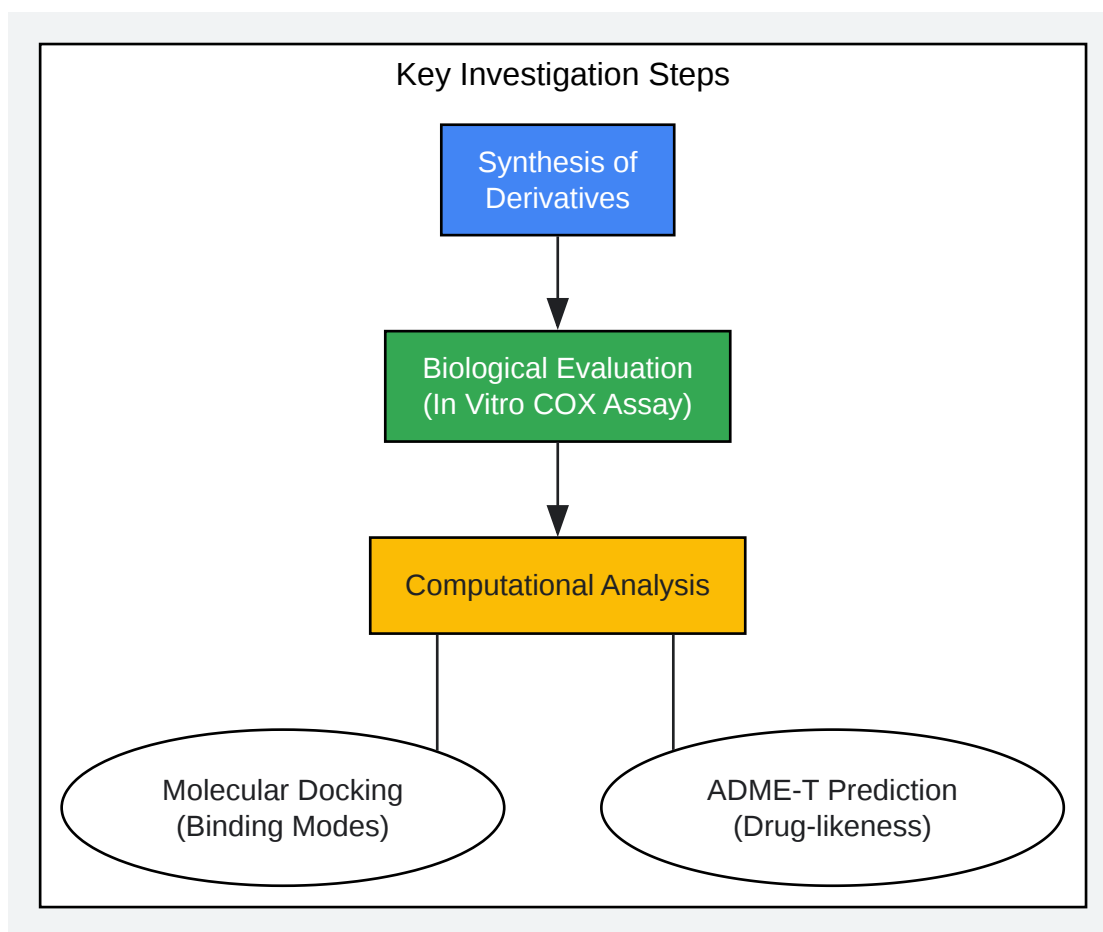 Key Investigation Steps
Synthesis of
Derivatives
Biological Evaluation
(In Vitro COX Assay)
Computational Analysis
Molecular Docking
(Binding Modes)
ADME-T Prediction
(Drug-likeness)